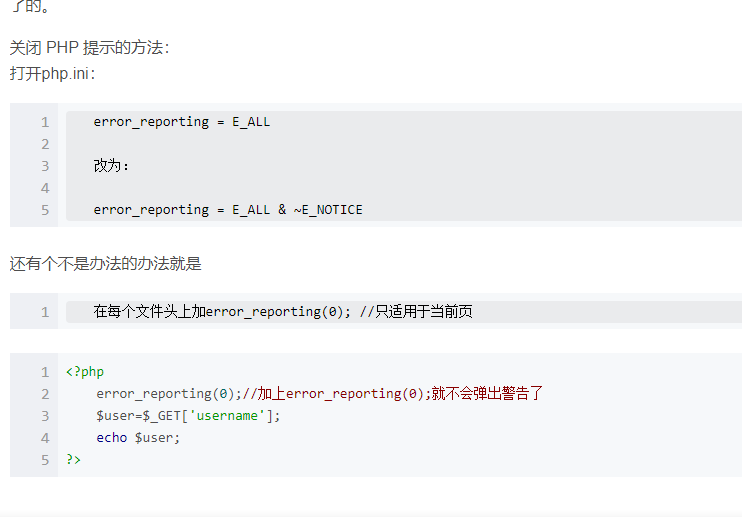 了的。
关闭 PHP 提示的方法：
打开php.ini：
1 error_reporting = E_ALL
2
3 改为：
4
5 error_reporting = E_ALL & ~E_NOTICE
还有个不是办法的办法就是
1 在每个文件头上加error_reporting(0); //只适用于当前页
1 <?php
2 error_reporting(0);//加上error_reporting(0);就不会弹出警告了
3 $user=$_GET['username'];
4 echo $user;
5 ?>